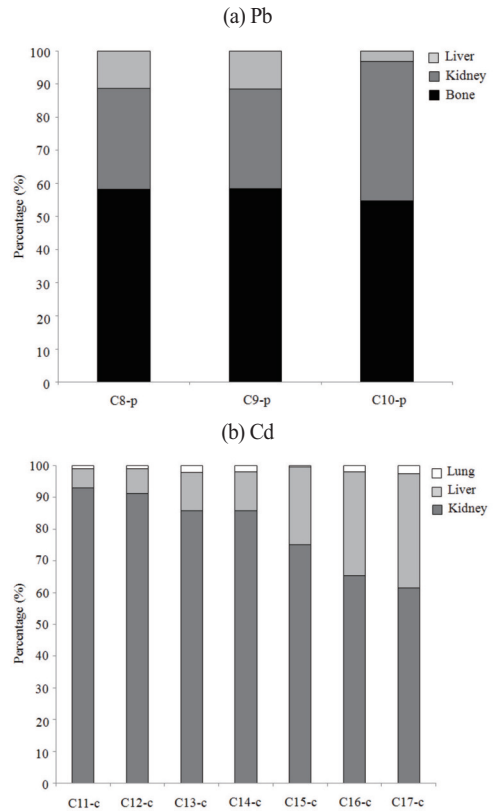 (a) Pb
100
90
80
70
60
50
40
30
20
10
0
Percentage (%)
Liver
Kidney
Bone
C8-p C9-p C10-p
(b) Cd
100
90
80
70
60
50
40
30
20
10
0
Percentage (%)
Lung
Liver
Kidney
C11-c C12-c C13-c C14-c C15-c C16-c C17-c